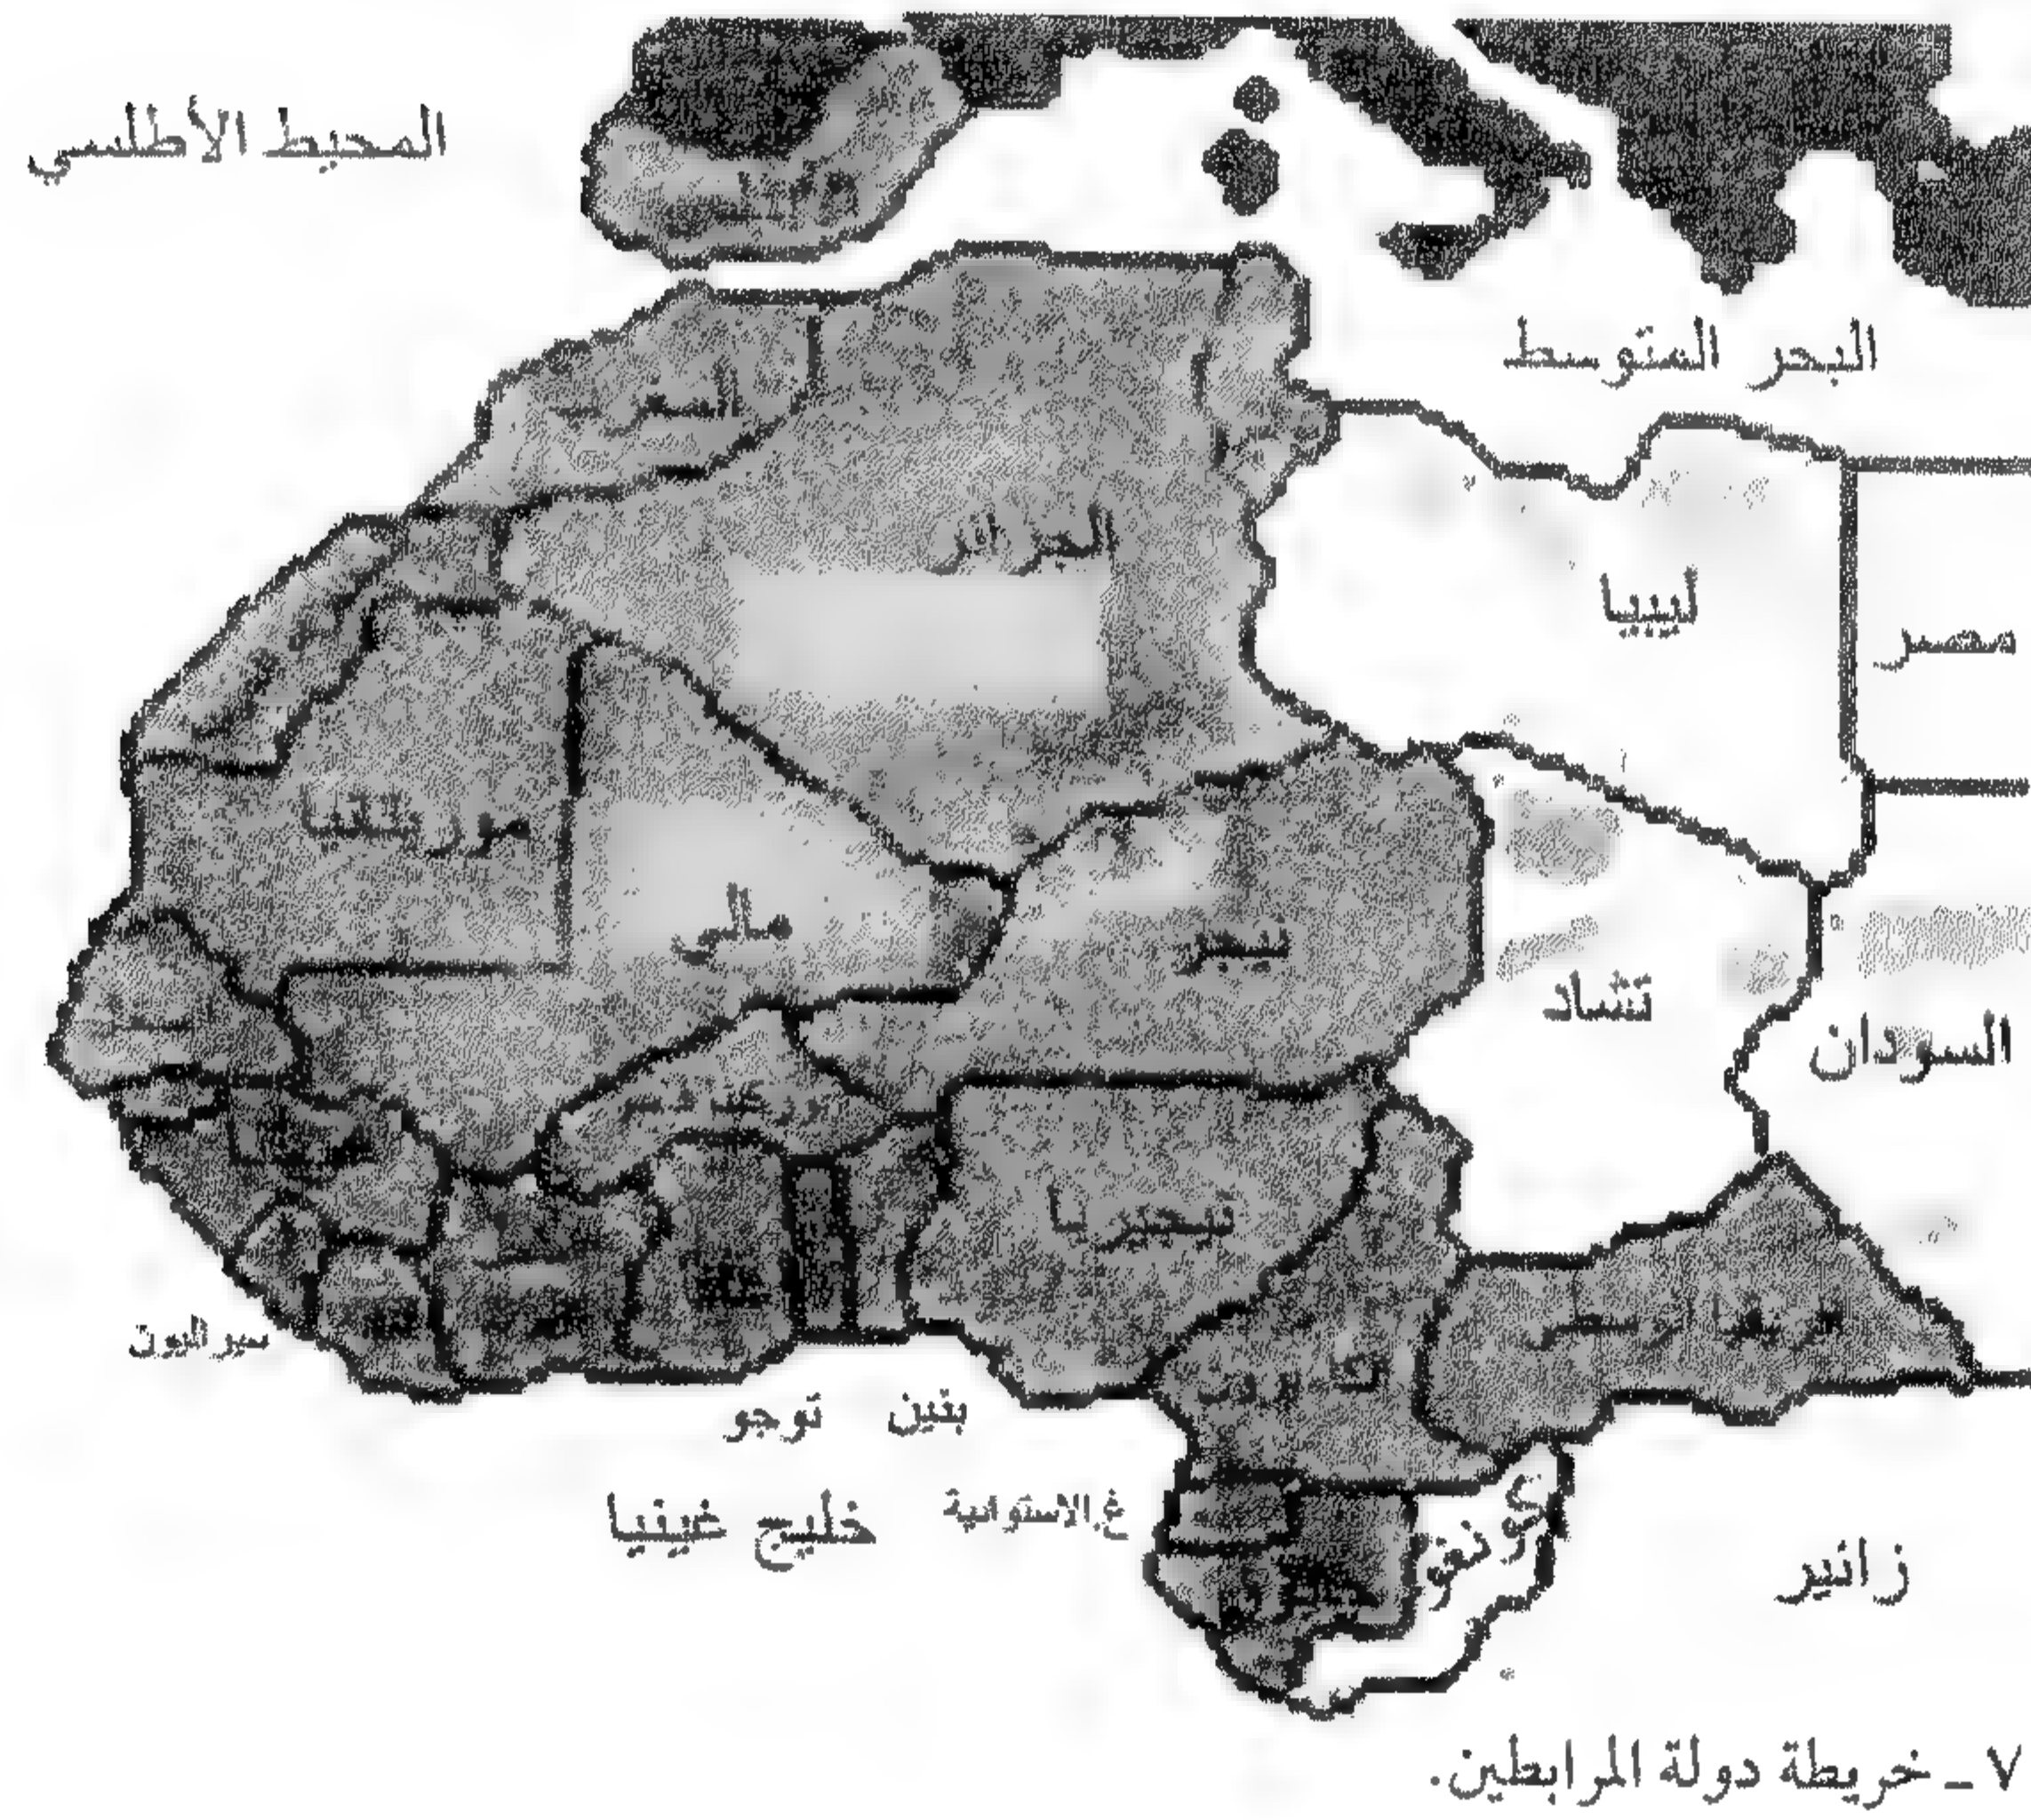 المحيط الأطلسي
البحر المتوسط
المغرب
الجزائر
ليبيا
مصر
موريتانيا
مالي
النيجر
تشاد
السودان
نيجيريا
غانا
سيراليون
بنين
توجو
خليج غينيا
غ.الاستوائية
كونغو
زائير
٧ - خريطة دولة المرابطين.